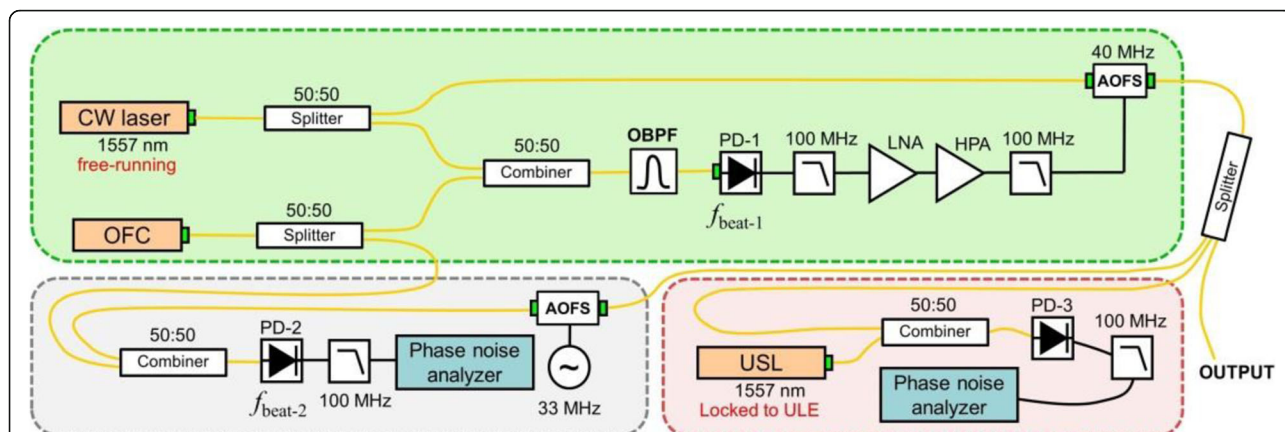 40 MHz
AOFS
50:50
Splitter
CW laser
1557 nm
free-running
50:50
Combiner
OBPF
PD-1
100 MHz
LNA
HPA
100 MHz
f beat-1
50:50
Splitter
OFC
Splitter
50:50
Combiner
PD-2
f beat-2
100 MHz
Phase noise
analyzer
AOFS
~
33 MHz
50:50
Combiner
PD-3
100 MHz
USL
1557 nm
Locked to ULE
Phase noise
analyzer
OUTPUT